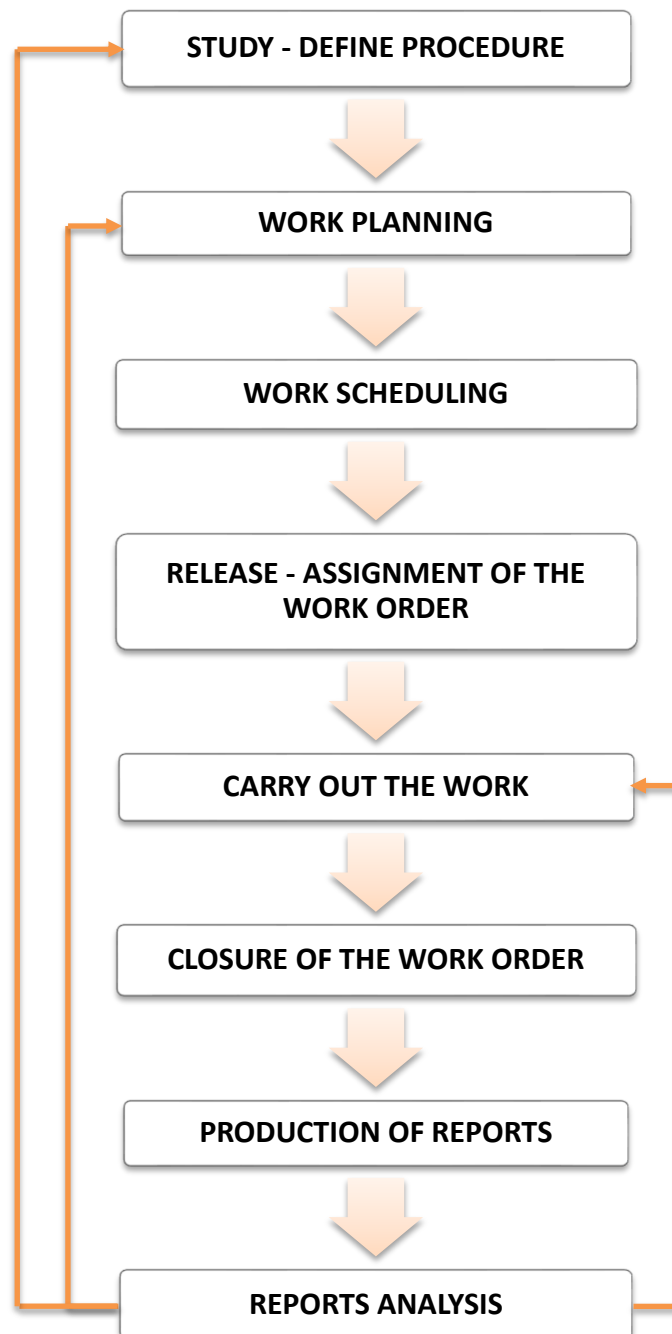 STUDY - DEFINE PROCEDURE
WORK PLANNING
WORK SCHEDULING
RELEASE - ASSIGNMENT OF THE
WORK ORDER
CARRY OUT THE WORK
CLOSURE OF THE WORK ORDER
PRODUCTION OF REPORTS
REPORTS ANALYSIS